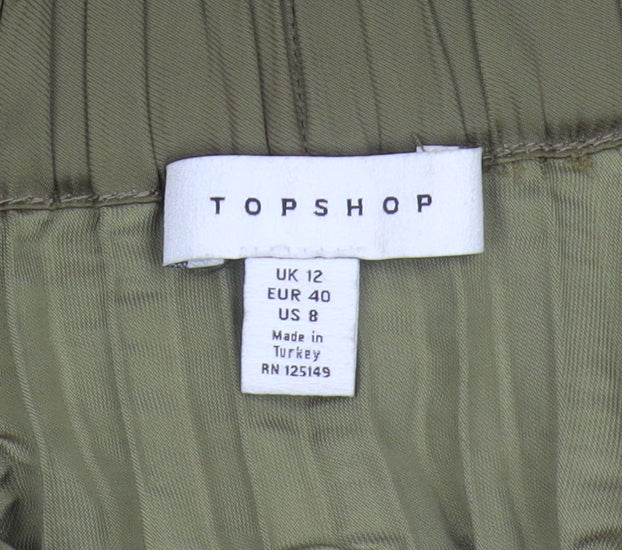 TOPSHOP
UK 12
EUR 40
US 8
Made in
Turkey
RN 125149